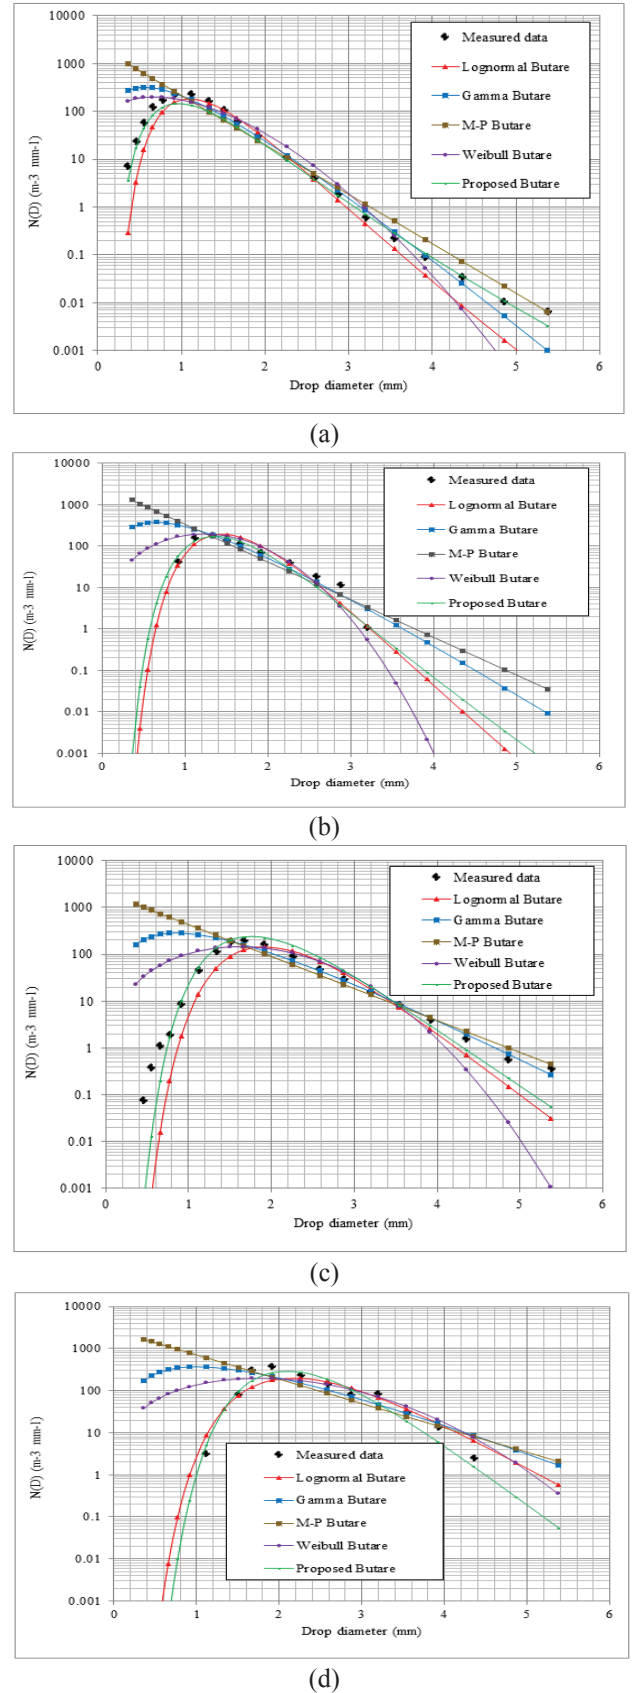 10000
1000
100
10
1
0.1
0.01
0.001
N(D) (m-3 mm-1)
0 1 2 3 4 5 6
Drop diameter (mm)
Measured data
Lognormal Butare
Gamma Butare
M-P Butare
Weibull Butare
Proposed Butare
(a)
10000
1000
100
10
1
0.1
0.01
0.001
N(D) (m-3 mm-1)
0 1 2 3 4 5 6
Drop diameter (mm)
Measured data
Lognormal Butare
Gamma Butare
M-P Butare
Weibull Butare
Proposed Butare
(b)
10000
1000
100
10
1
0.1
0.01
0.001
N(D) (m-3 mm-1)
0 1 2 3 4 5 6
Drop diameter (mm)
Measured data
Lognormal Butare
Gamma Butare
M-P Butare
Weibull Butare
Proposed Butare
(c)
10000
1000
100
10
1
0.1
0.01
0.001
N(D) (m-3 mm-1)
0 1 2 3 4 5 6
Drop diameter (mm)
Measured data
Lognormal Butare
Gamma Butare
M-P Butare
Weibull Butare
Proposed Butare
(d)